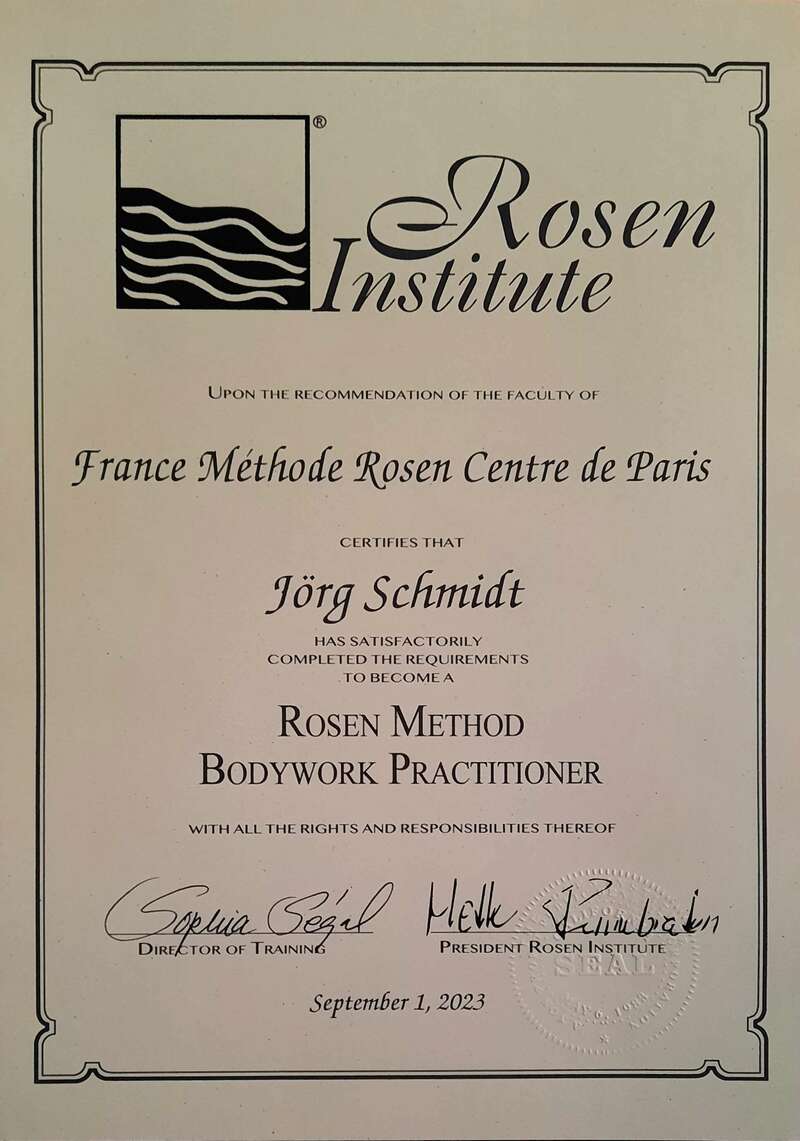 ®
Rosen
Institute
UPON THE RECOMMENDATION OF THE FACULTY OF
France Méthode Rosen Centre de Paris
CERTIFIES THAT
Jörg Schmidt
HAS SATISFACTORILY
COMPLETED THE REQUIREMENTS
TO BECOME A
ROSEN METHOD
BODYWORK PRACTITIONER
WITH ALL THE RIGHTS AND RESPONSIBILITIES THEREOF
Sophia Ségal
DIRECTOR OF TRAINING
PRESIDENT ROSEN INSTITUTE
SEAL
September 1, 2023